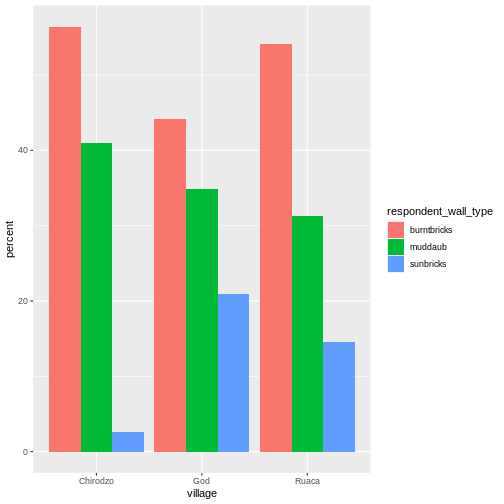 percent
40
20
0
Chirodzo
God
Ruaca
village
respondent_wall_type
burntbricks
muddaub
sunbricks